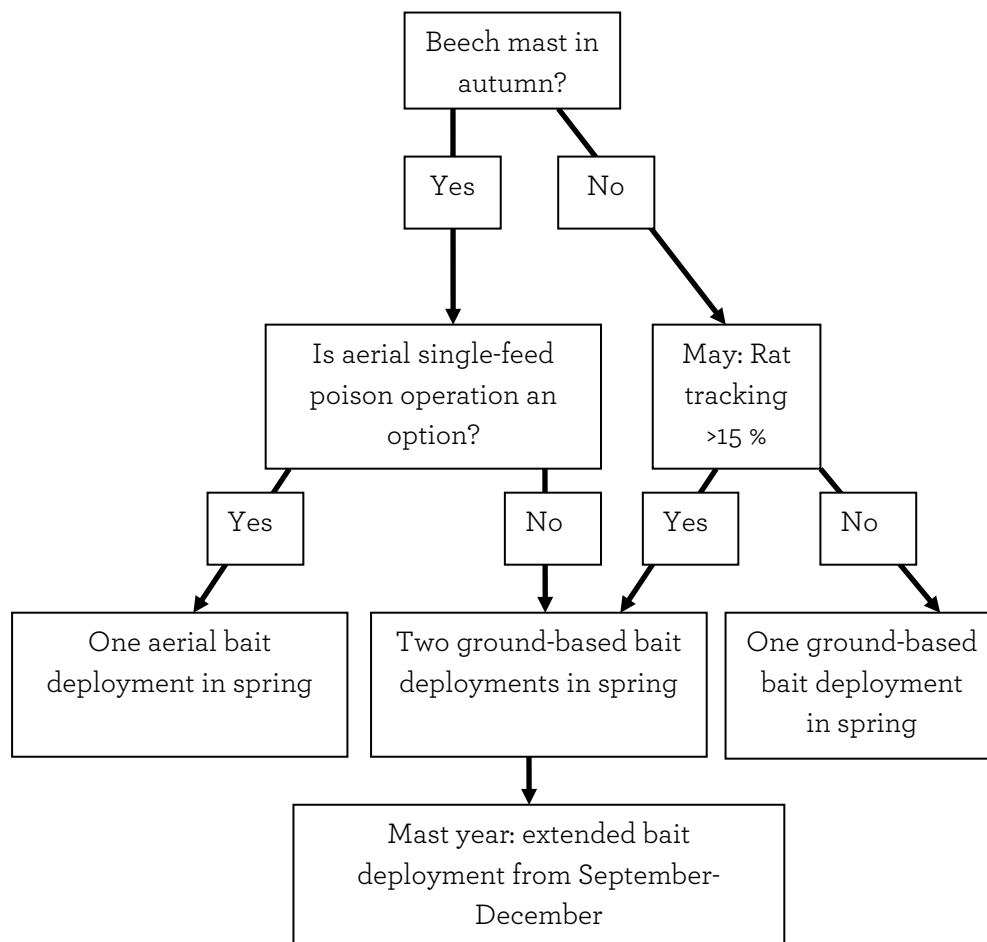 Beech mast in
autumn?
Yes
No
Is aerial single-feed
poison operation an
option?
May: Rat
tracking
>15 %
Yes
No
Yes
No
One aerial bait
deployment in spring
Two ground-based bait
deployments in spring
One ground-based
bait deployment
in spring
Mast year: extended bait
deployment from September-
December